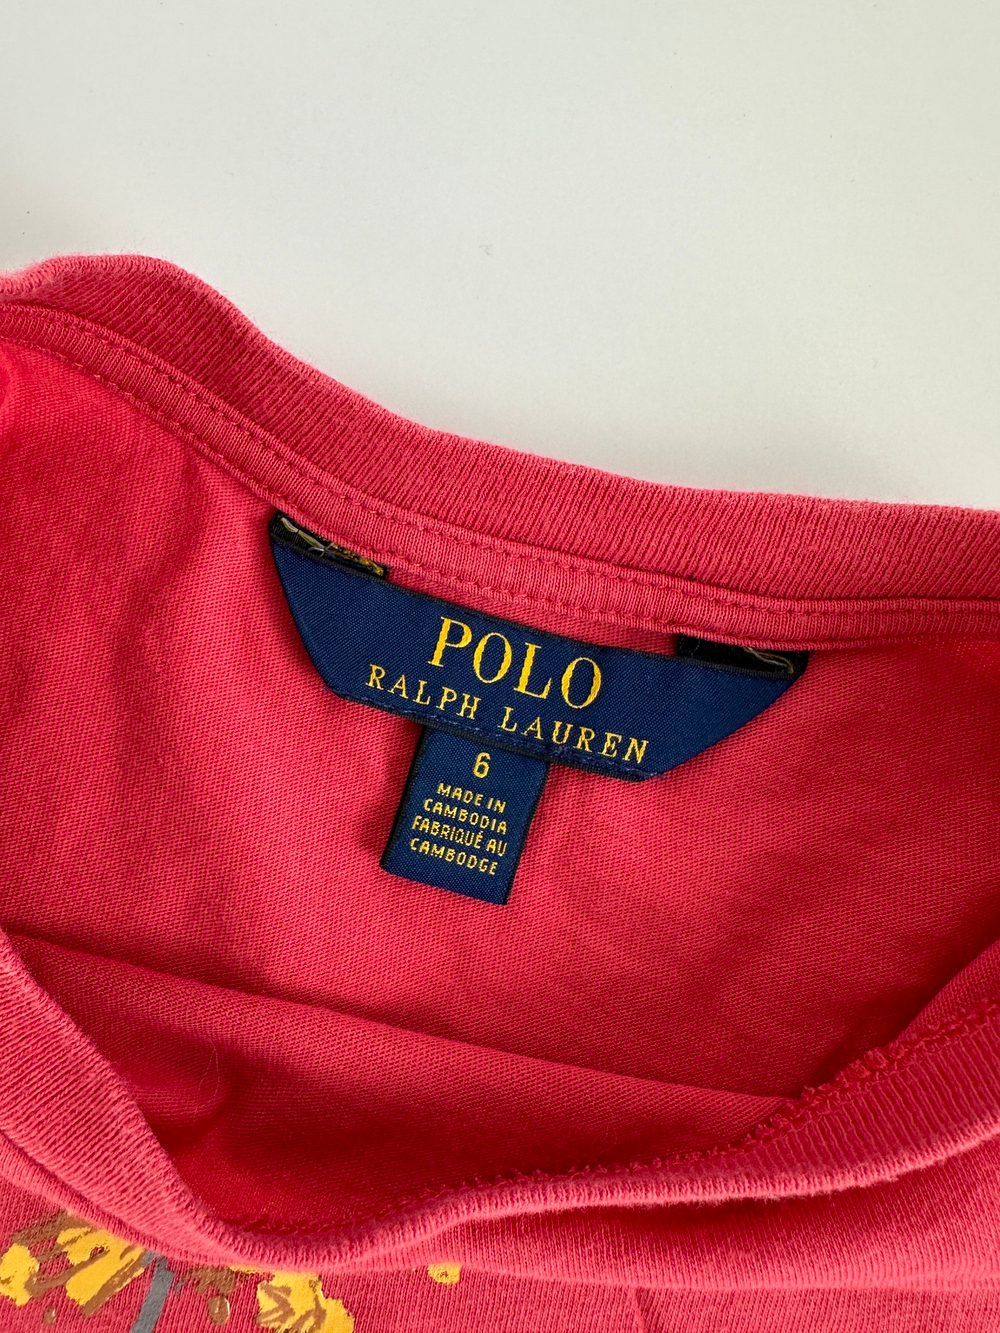 POLO
RALPH LAUREN
6
MADE IN
CAMBODIA
FABRIQUÉ AU
CAMBODGE